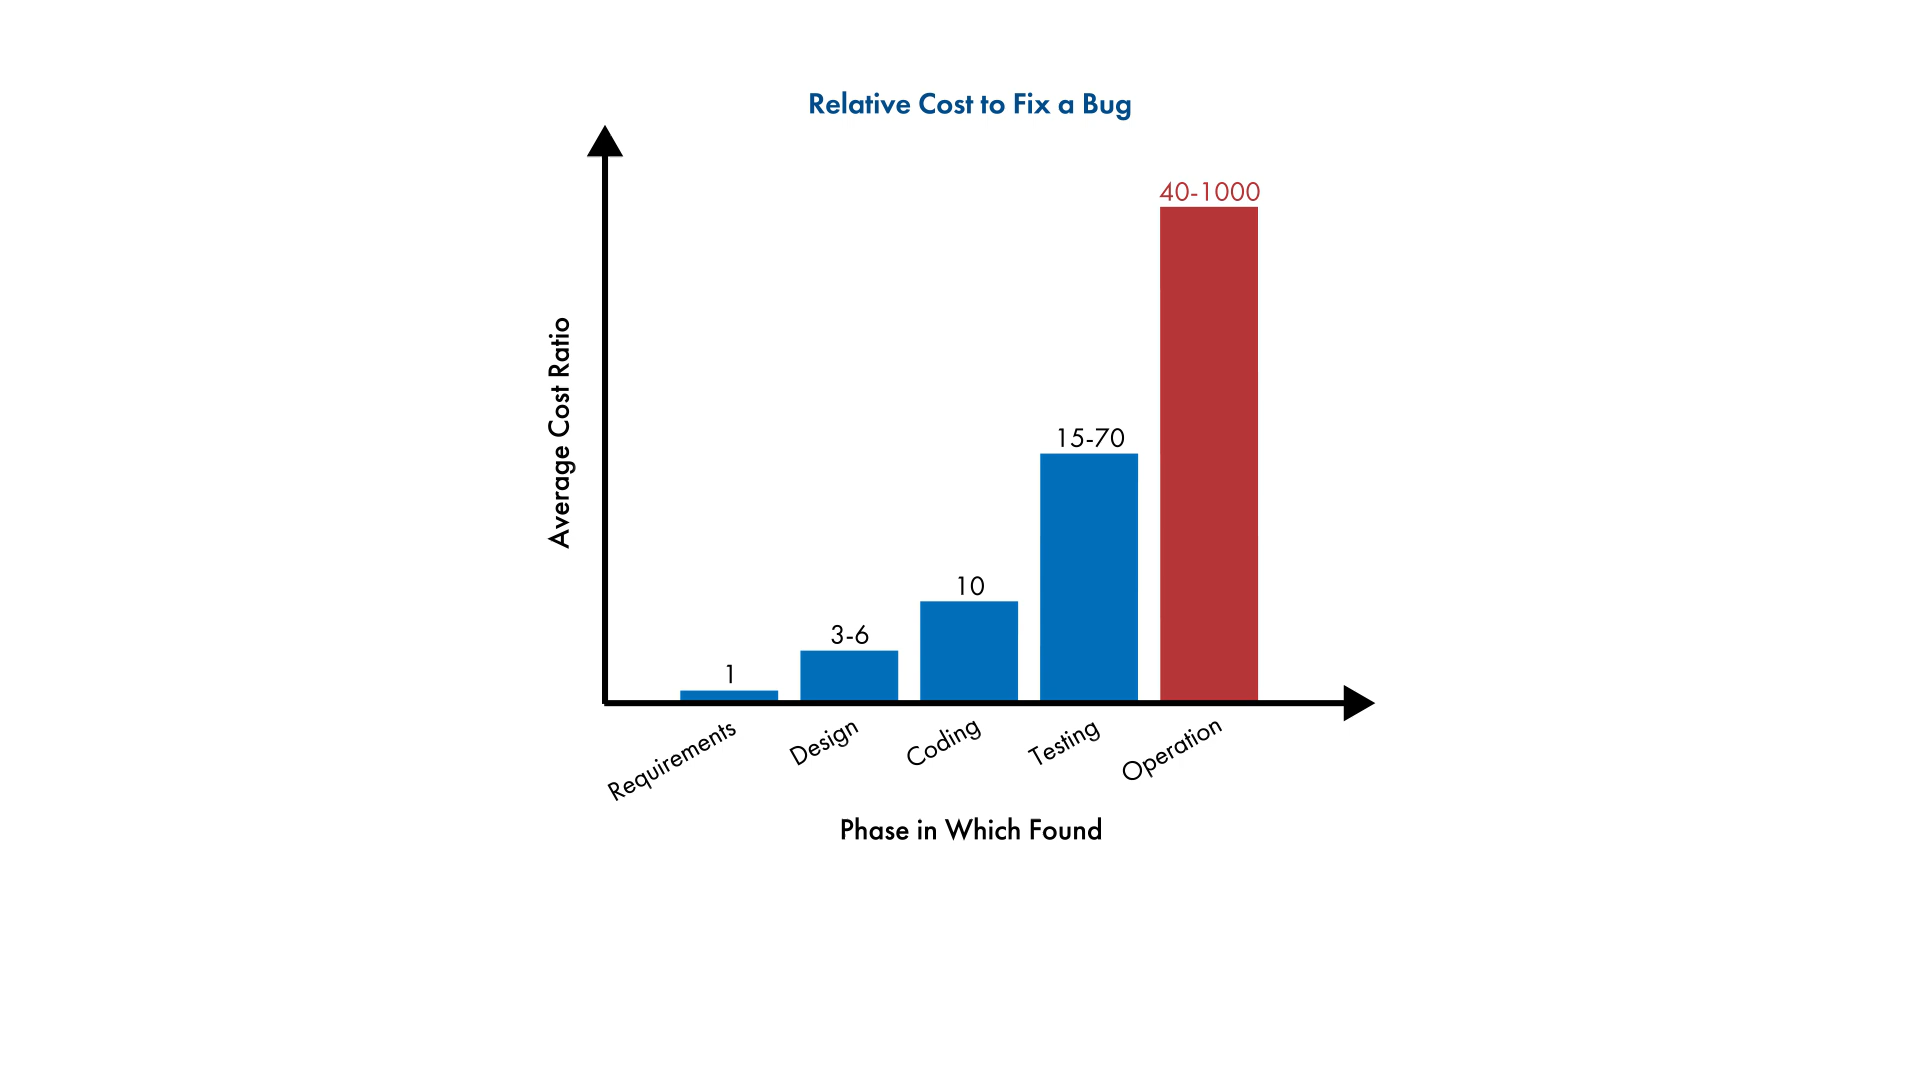 Relative Cost to Fix a Bug
Average Cost Ratio
1
3-6
10
15-70
40-1000
Requirements
Design
Coding
Testing
Operation
Phase in Which Found